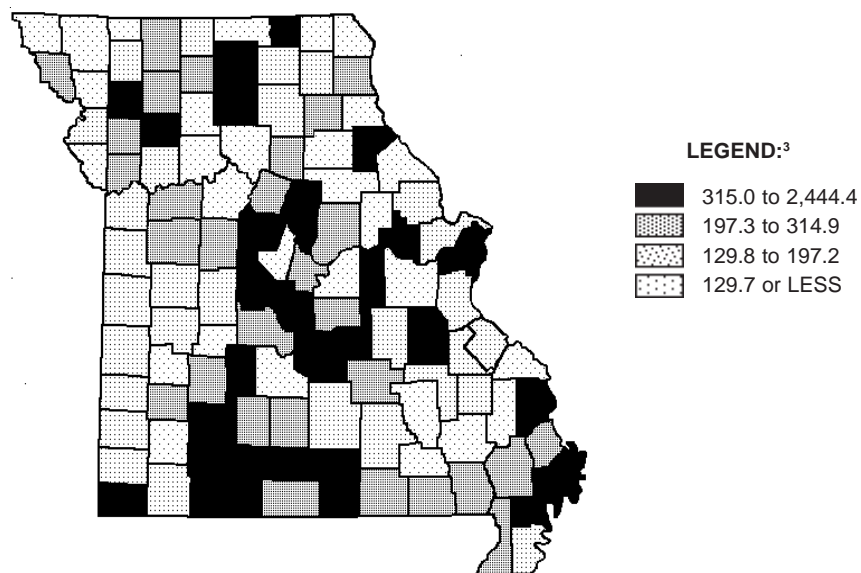 LEGEND:³
315.0 to 2,444.4
197.3 to 314.9
129.8 to 197.2
129.7 or LESS